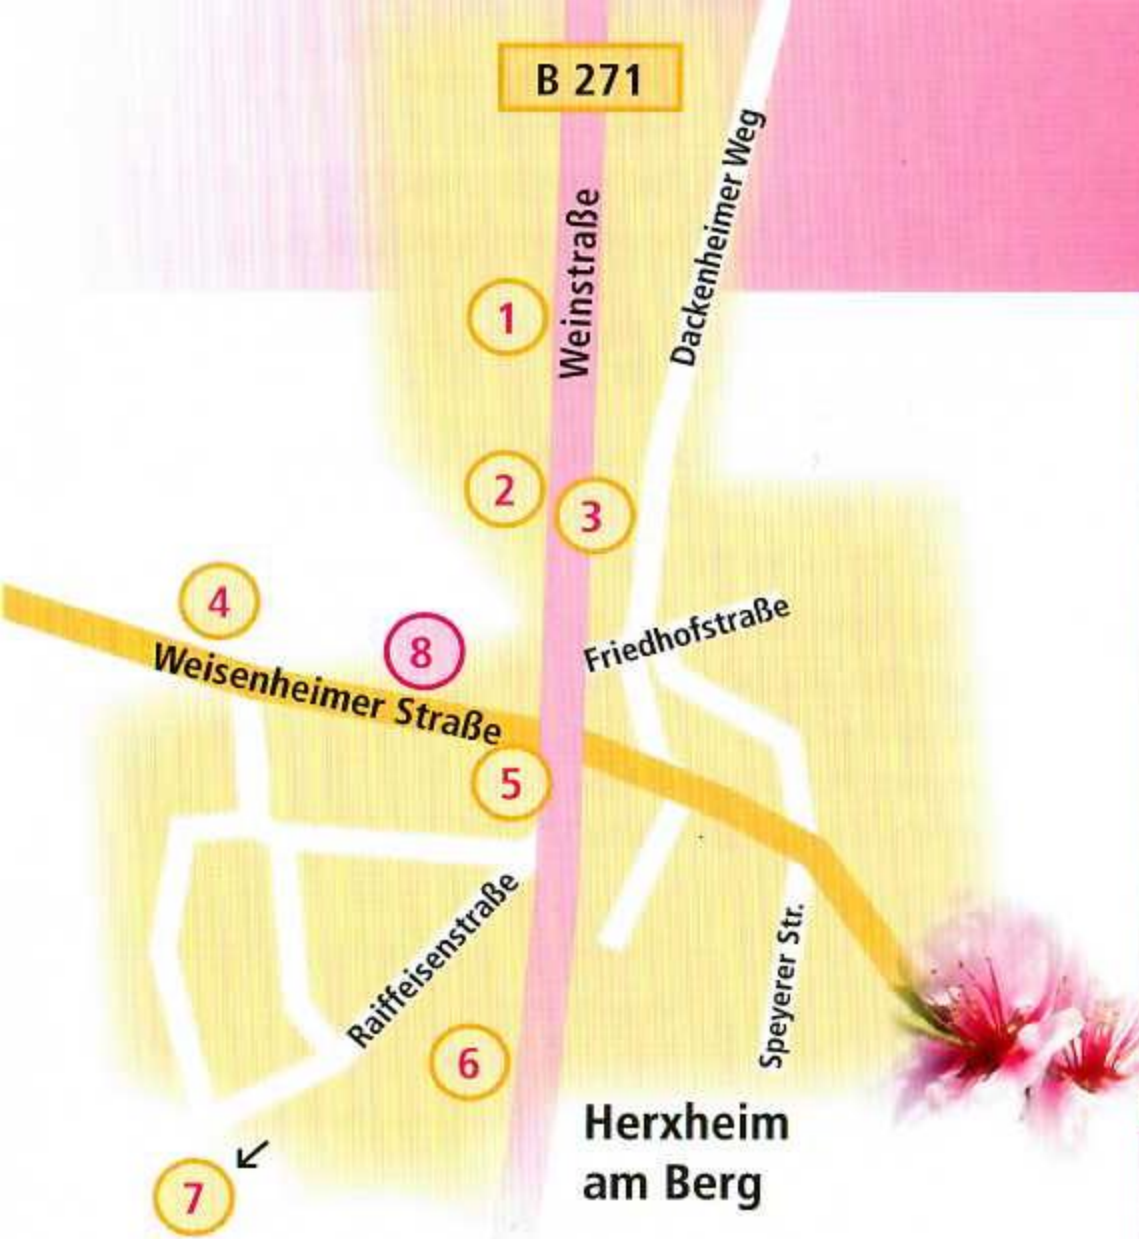 B 271
Dackenheimer Weg
Weinstraße
1
2
3
4
Friedhofstraße
8
Weisenheimer Straße
5
Raiffeisenstraße
Speyerer Str.
6
Herxheim
am Berg
7